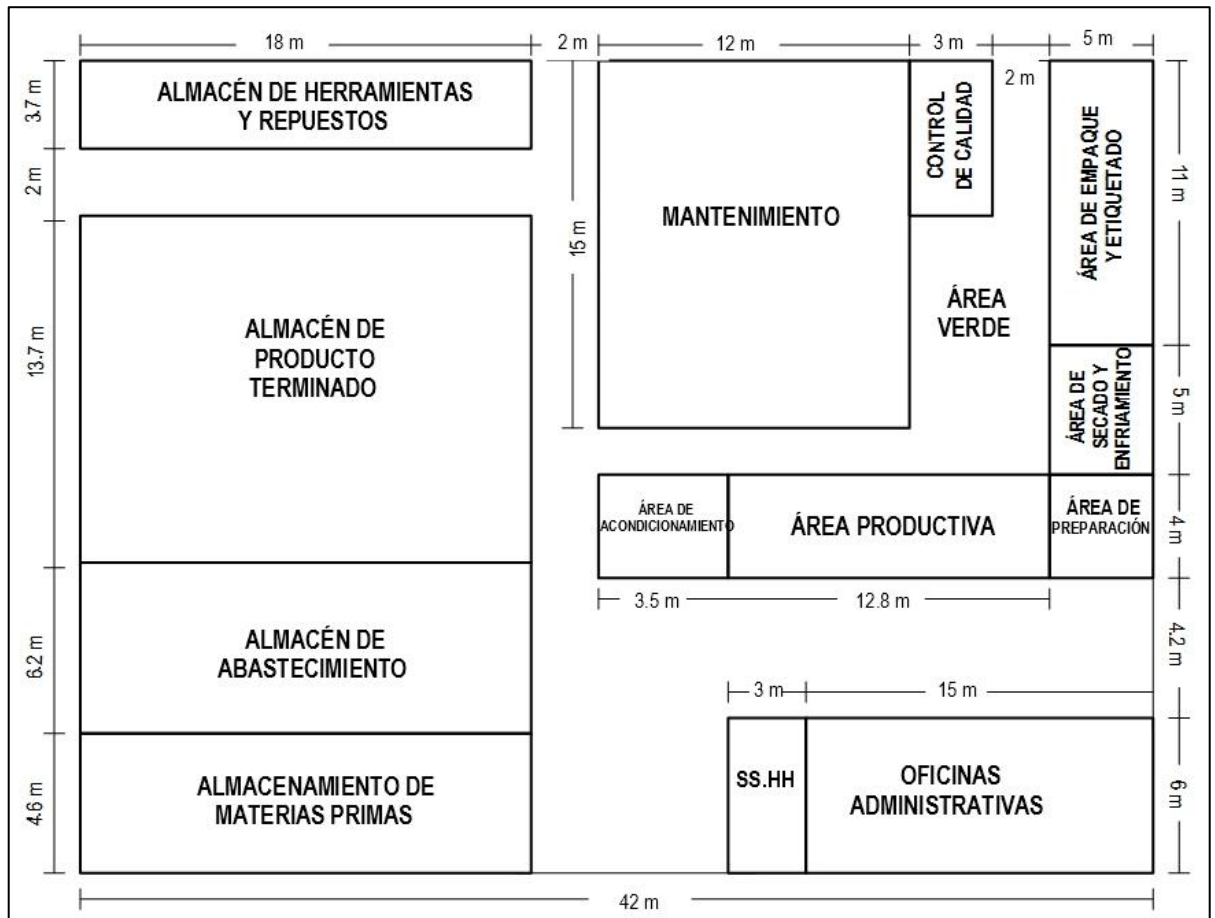 18 m
2 m
12 m
3 m
5 m
3.7 m
ALMACÉN DE HERRAMIENTAS
Y REPUESTOS
2 m
CONTROL
DE CALIDAD
ÁREA DE EMPAQUE
Y ETIQUETADO
11 m
2 m
15 m
MANTENIMIENTO
ÁREA
VERDE
13.7 m
ALMACÉN DE
PRODUCTO
TERMINADO
ÁREA DE
SECADO Y
ENFRIAMIENTO
5 m
ÁREA DE
ACONDICIONAMIENTO
ÁREA PRODUCTIVA
ÁREA DE
PREPARACIÓN
4 m
3.5 m
12.8 m
6.2 m
ALMACÉN DE
ABASTECIMIENTO
4.2 m
3 m
15 m
4.6 m
ALMACENAMIENTO DE
MATERIAS PRIMAS
SS.HH
OFICINAS
ADMINISTRATIVAS
6 m
42 m